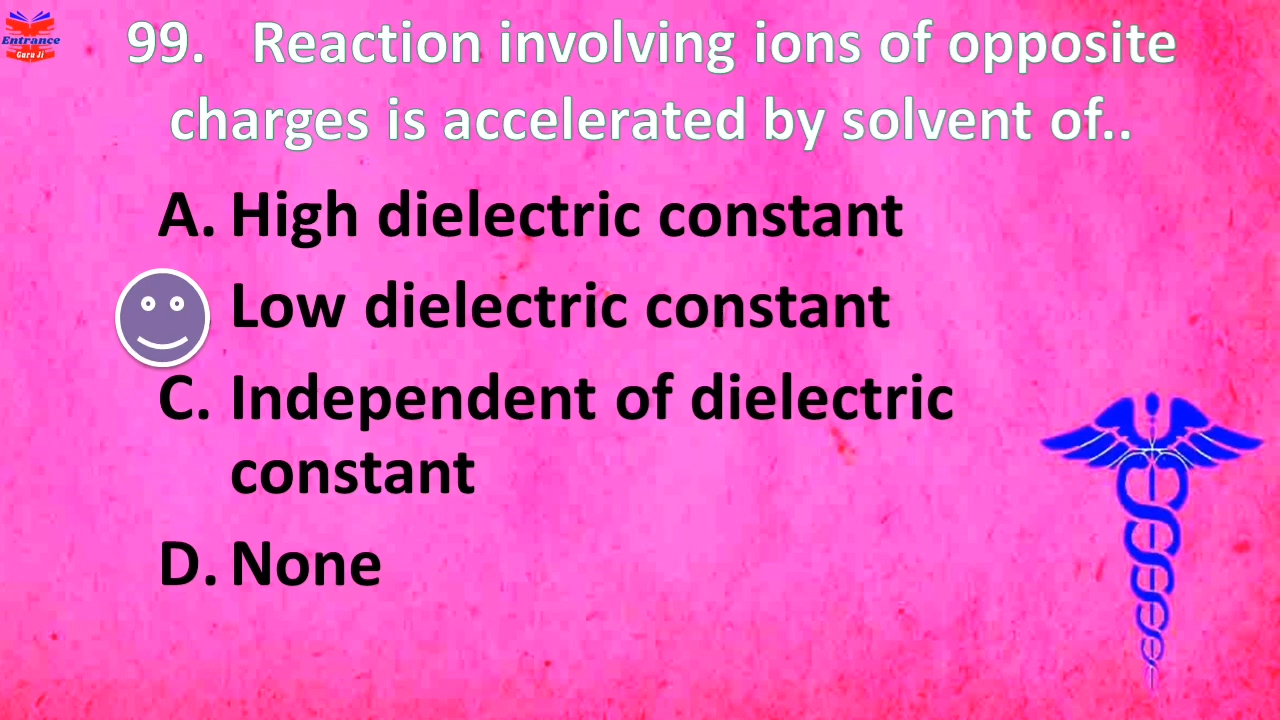 Entrance
Guru Ji
99. Reaction involving ions of opposite
charges is accelerated by solvent of..
A. High dielectric constant
Low dielectric constant
C. Independent of dielectric
constant
D. None